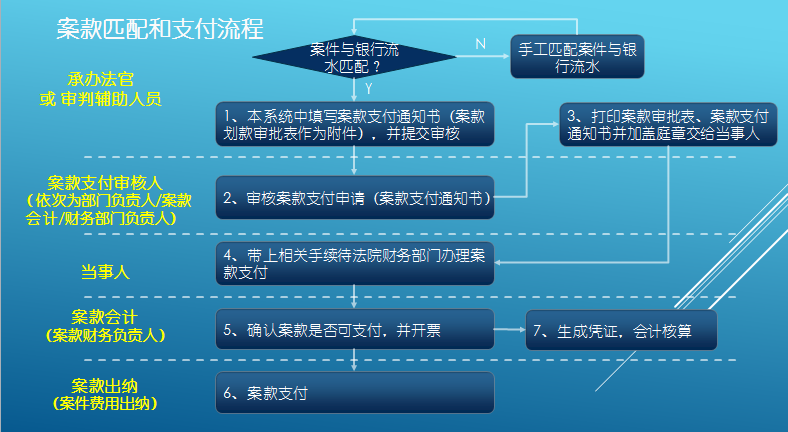 案款匹配和支付流程
承办法官
或 审判辅助人员
案件与银行流
水匹配？
N
手工匹配案件与银
行流水
Y
1、本系统中填写案款支付通知书（案款
划款审批表作为附件），并提交审核
3、打印案款审批表、案款支付
通知书并加盖庭章交给当事人
案款支付审核人
（依次为部门负责人/案款
会计/财务部门负责人）
2、审核案款支付申请（案款支付通知书）
当事人
4、带上相关手续待法院财务部门办理案
款支付
案款会计
（案款财务负责人）
5、确认案款是否可支付，并开票
7、生成凭证，会计核算
案款出纳
（案件费用出纳）
6、案款支付